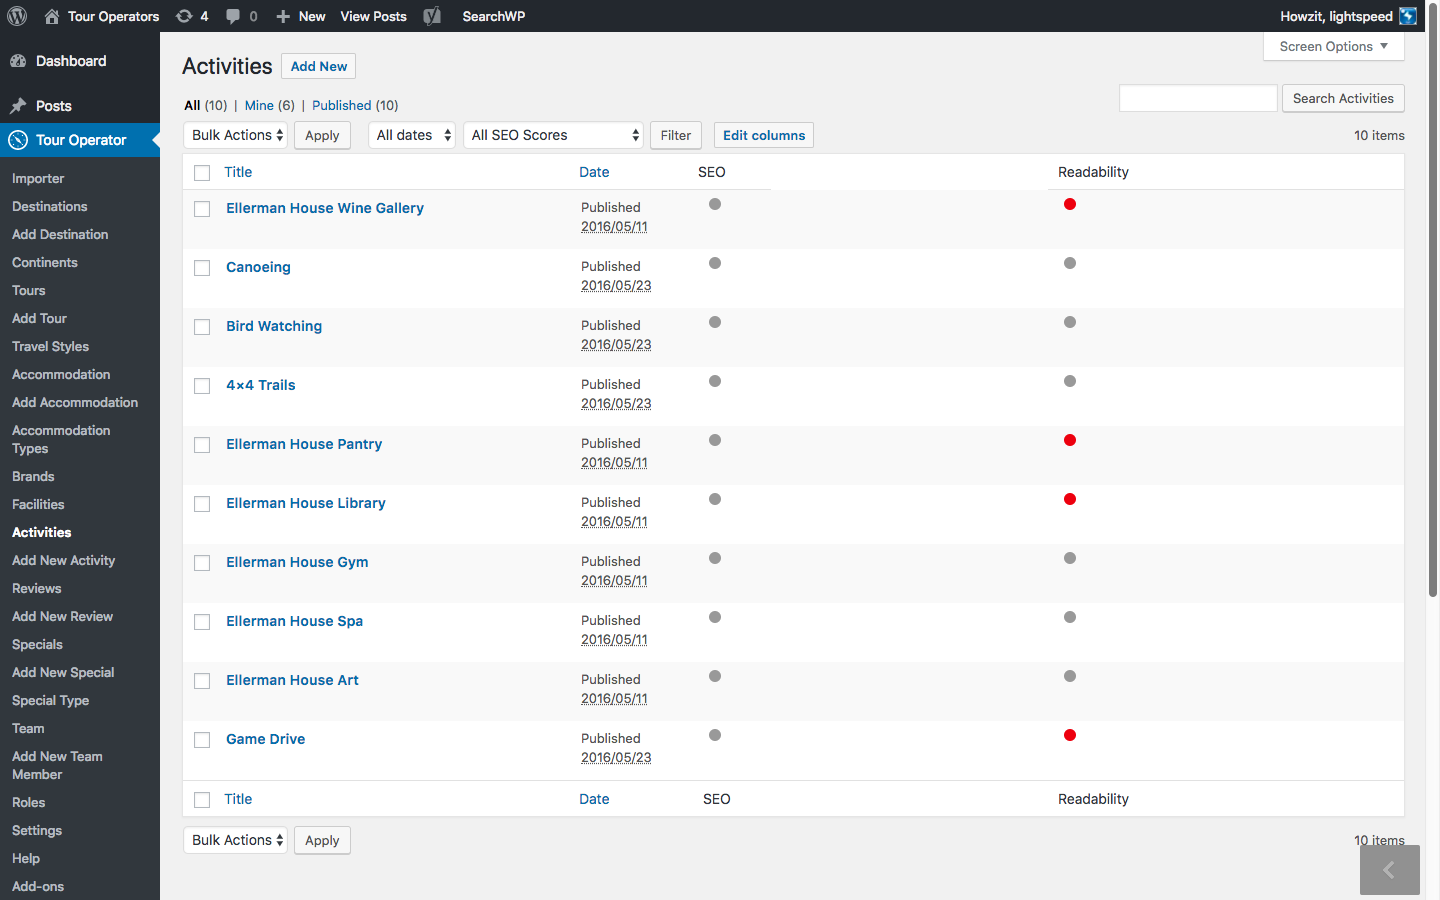 Tour Operators 4 0 New View Posts SearchWP Howzit, lightspeed
Screen Options
Dashboard
Posts
Tour Operator
Importer
Destinations
Add Destination
Continents
Tours
Add Tour
Travel Styles
Accommodation
Add Accommodation
Accommodation
Types
Brands
Facilities
Activities
Add New Activity
Reviews
Add New Review
Specials
Add New Special
Special Type
Team
Add New Team
Member
Roles
Settings
Help
Add-ons
Activities Add New
All (10) | Mine (6) | Published (10)
Search Activities
Bulk Actions Apply All dates All SEO Scores Filter Edit columns 10 items
Title Date SEO Readability
Ellerman House Wine Gallery Published
2016/05/11
Canoeing Published
2016/05/23
Bird Watching Published
2016/05/23
4×4 Trails Published
2016/05/23
Ellerman House Pantry Published
2016/05/11
Ellerman House Library Published
2016/05/11
Ellerman House Gym Published
2016/05/11
Ellerman House Spa Published
2016/05/11
Ellerman House Art Published
2016/05/11
Game Drive Published
2016/05/23
Title Date SEO Readability
Bulk Actions Apply 10 items